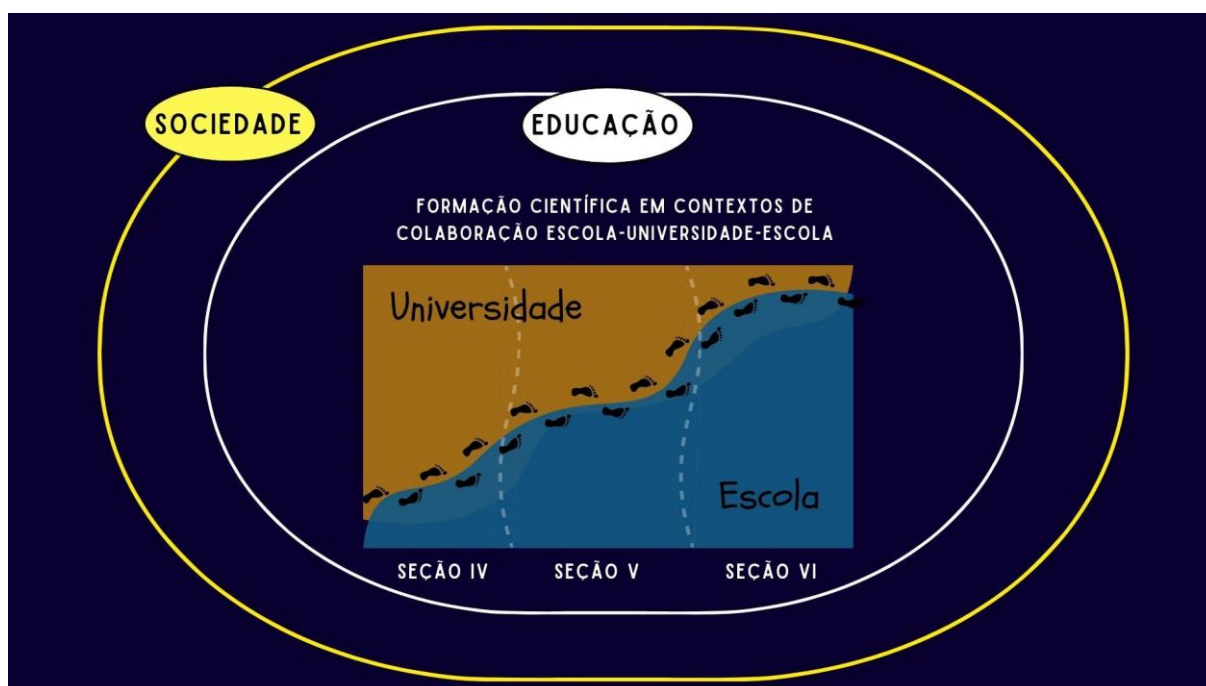 SOCIEDADE
EDUCAÇÃO
FORMAÇÃO CIENTÍFICA EM CONTEXTOS DE
COLABORAÇÃO ESCOLA-UNIVERSIDADE-ESCOLA
Universidade
Escola
SEÇÃO IV
SEÇÃO V
SEÇÃO VI